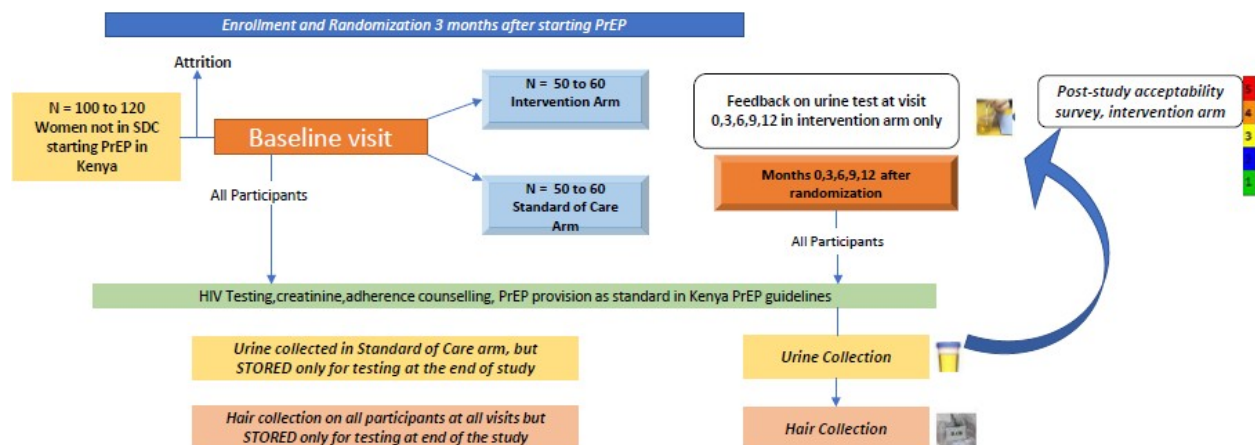 Enrollment and Randomization 3 months after starting PrEP
Attrition
N = 100 to 120
Women not in SDC
starting PrEP in
Kenya
Baseline visit
N = 50 to 60
Intervention Arm
N = 50 to 60
Standard of Care
Arm
All Participants
Feedback on urine test at visit
0,3,6,9,12 in intervention arm only
Months 0,3,6,9,12 after
randomization
All Participants
Post-study acceptability
survey, intervention arm
5
4
3
1
HIV Testing,creatinine,adherence counselling, PrEP provision as standard in Kenya PrEP guidelines
Urine collected in Standard of Care arm, but
STORED only for testing at the end of study
Urine Collection
Hair collection on all participants at all visits but
STORED only for testing at end of the study
Hair Collection